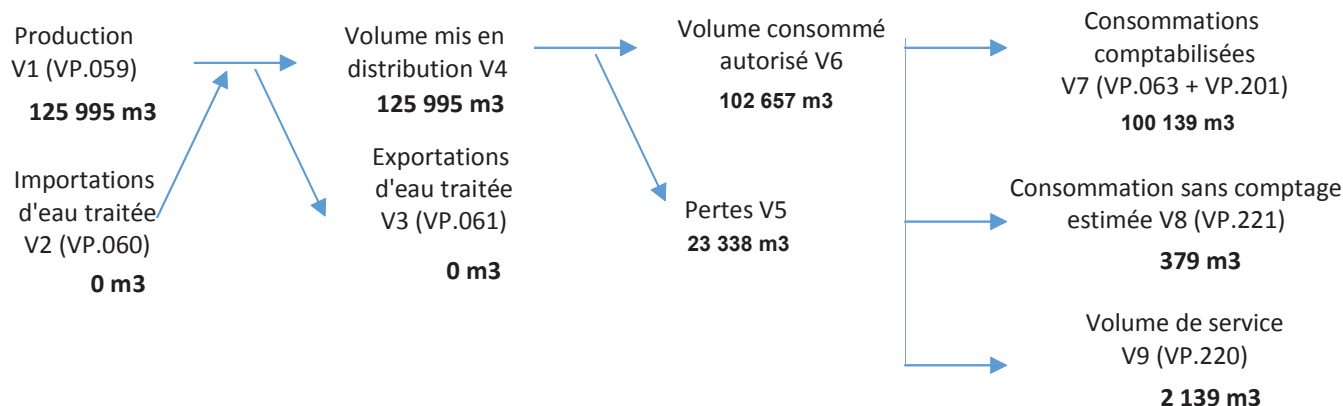 Production
V1 (VP.059)
125 995 m3
Importations
d'eau traitée
V2 (VP.060)
0 m3
Volume mis en
distribution V4
125 995 m3
Exportations
d'eau traitée
V3 (VP.061)
0 m3
Volume consommé
autorisé V6
102 657 m3
Pertes V5
23 338 m3
Consommations
comptabilisées
V7 (VP.063 + VP.201)
100 139 m3
Consommation sans comptage
estimée V8 (VP.221)
379 m3
Volume de service
V9 (VP.220)
2 139 m3